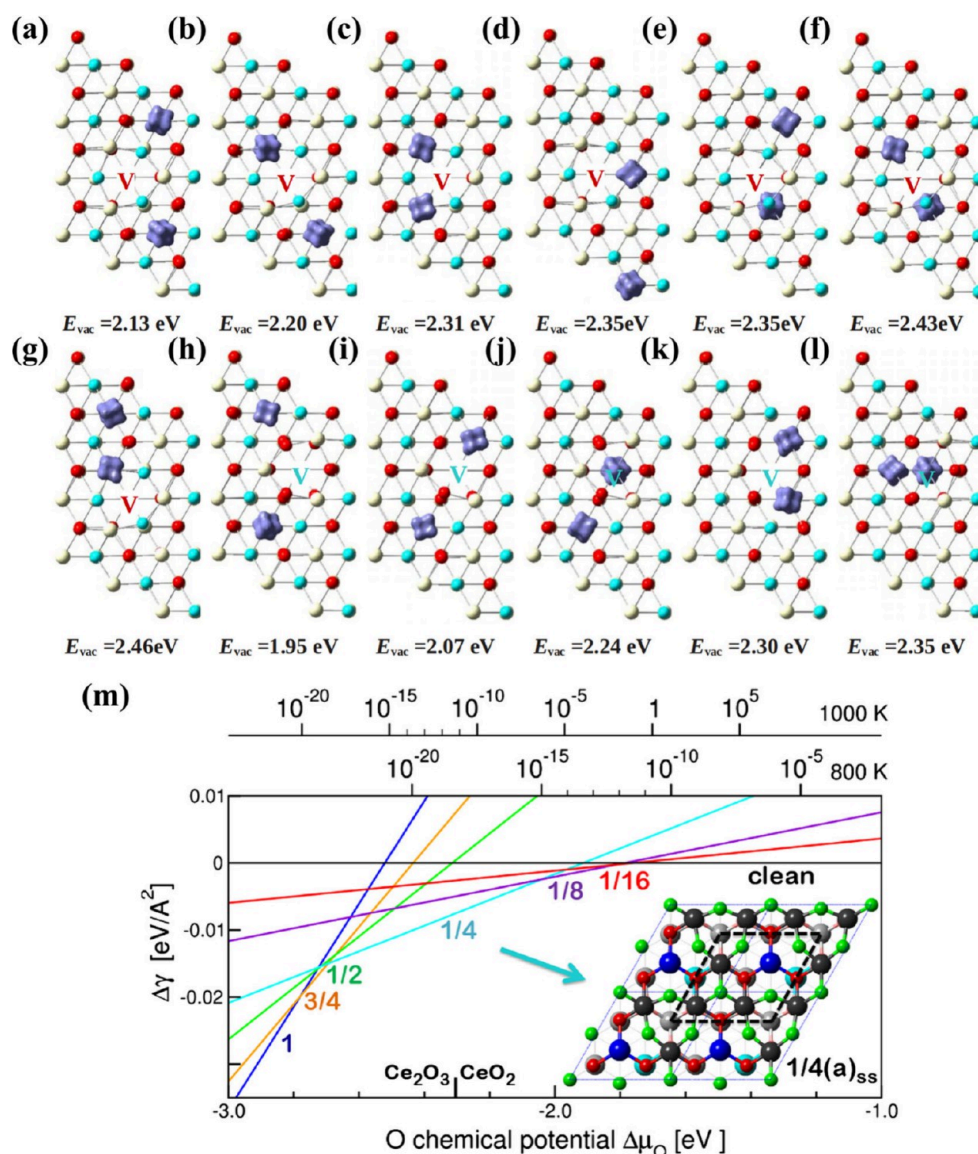 (a) (b) (c) (d) (e) (f)
V V V V V V
E_vac =2.13 eV E_vac =2.20 eV E_vac =2.31 eV E_vac =2.35eV E_vac =2.35eV E_vac =2.43eV
(g) (h) (i) (j) (k) (l)
V V V V V V
E_vac =2.46eV E_vac =1.95 eV E_vac =2.07 eV E_vac =2.24 eV E_vac =2.30 eV E_vac =2.35 eV
(m)
10^-20 10^-15 10^-10 10^-5 1 10^5 1000 K
10^-20 10^-15 10^-10 10^-5 800 K
0.01
0
-0.01
-0.02
Δγ [eV/A²]
1/16
clean
1/8
1/4
1/2
3/4
1
Ce₂O₃ CeO₂
1/4(a)ss
-3.0 -2.0 -1.0
O chemical potential Δμ_O [eV]